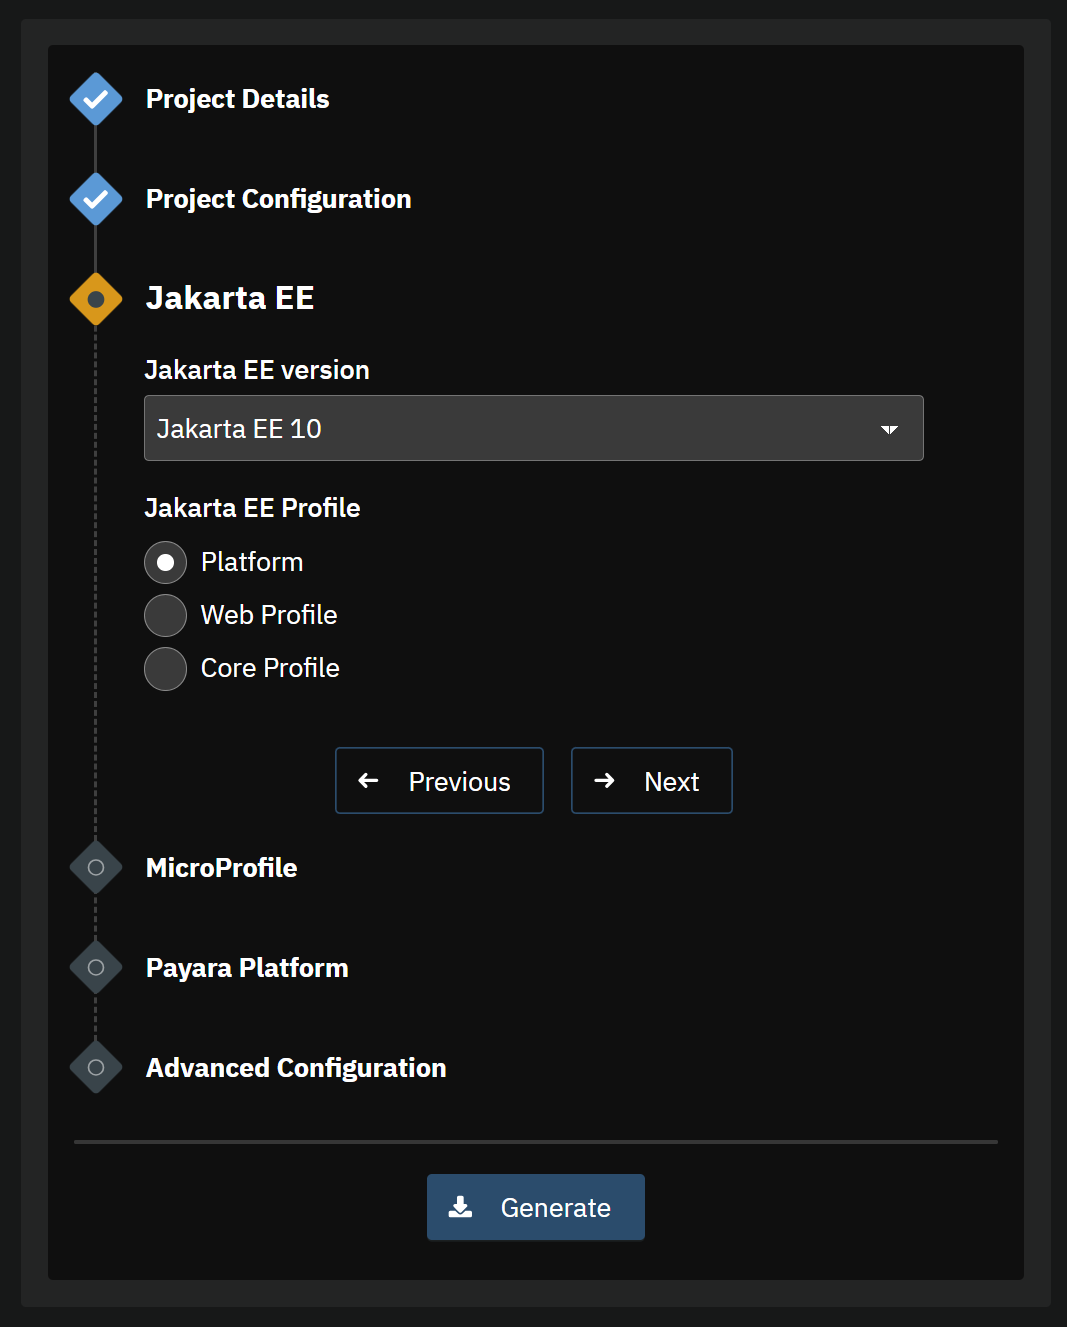 Project Details
Project Configuration
Jakarta EE
Jakarta EE version
Jakarta EE 10
Jakarta EE Profile
Platform
Web Profile
Core Profile
Previous
Next
MicroProfile
Payara Platform
Advanced Configuration
Generate